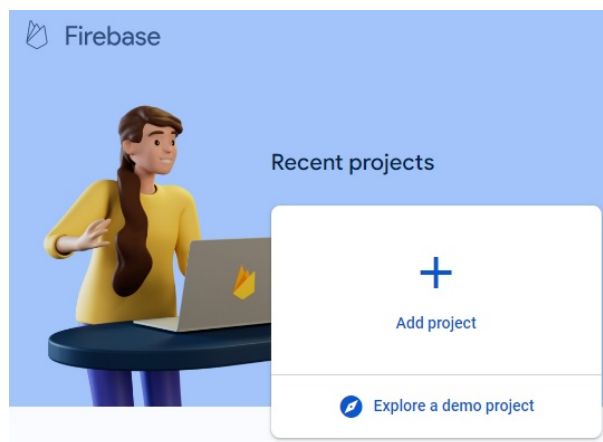 Firebase
Recent projects
Add project
Explore a demo project